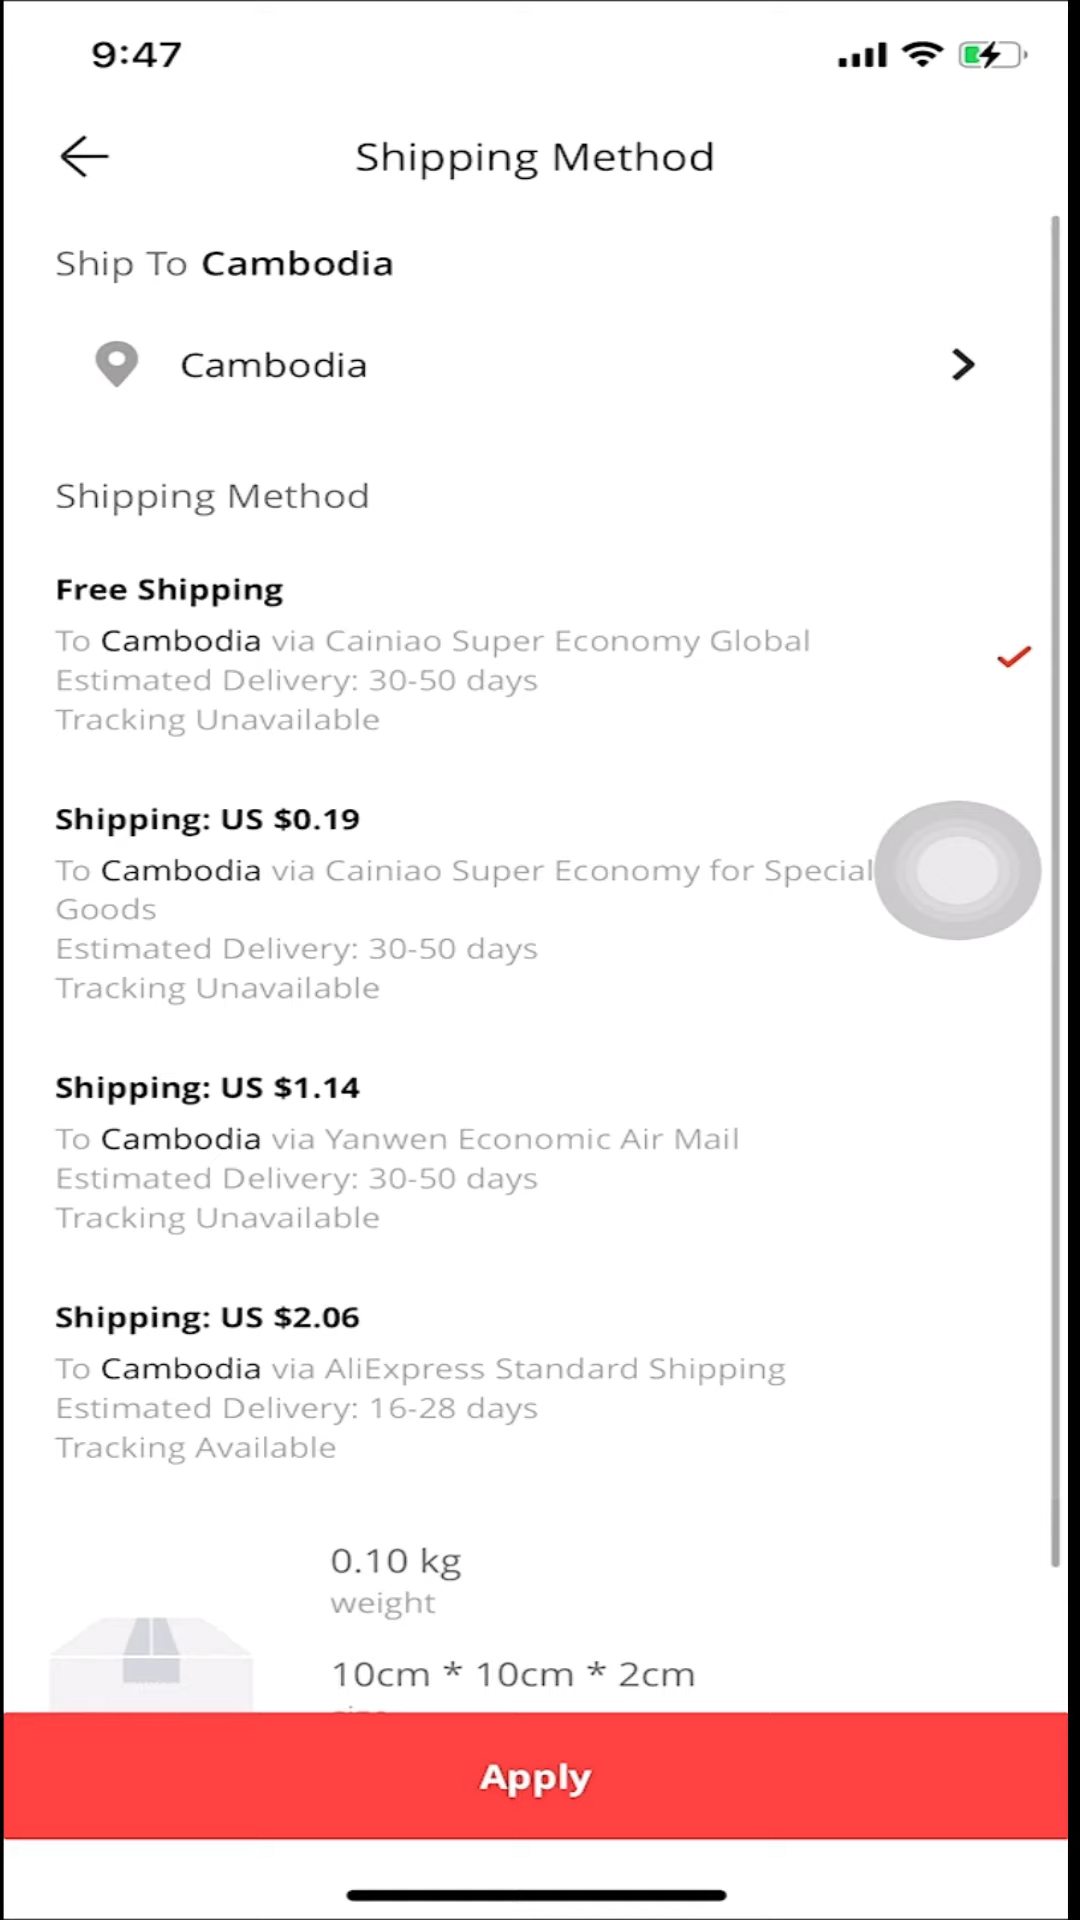 9:47
Shipping Method
Ship To Cambodia
Cambodia
Shipping Method
Free Shipping
To Cambodia via Cainiao Super Economy Global
Estimated Delivery: 30-50 days
Tracking Unavailable
Shipping: US $0.19
To Cambodia via Cainiao Super Economy for Special
Goods
Estimated Delivery: 30-50 days
Tracking Unavailable
Shipping: US $1.14
To Cambodia via Yanwen Economic Air Mail
Estimated Delivery: 30-50 days
Tracking Unavailable
Shipping: US $2.06
To Cambodia via AliExpress Standard Shipping
Estimated Delivery: 16-28 days
Tracking Available
0.10 kg
weight
10cm * 10cm * 2cm
Apply